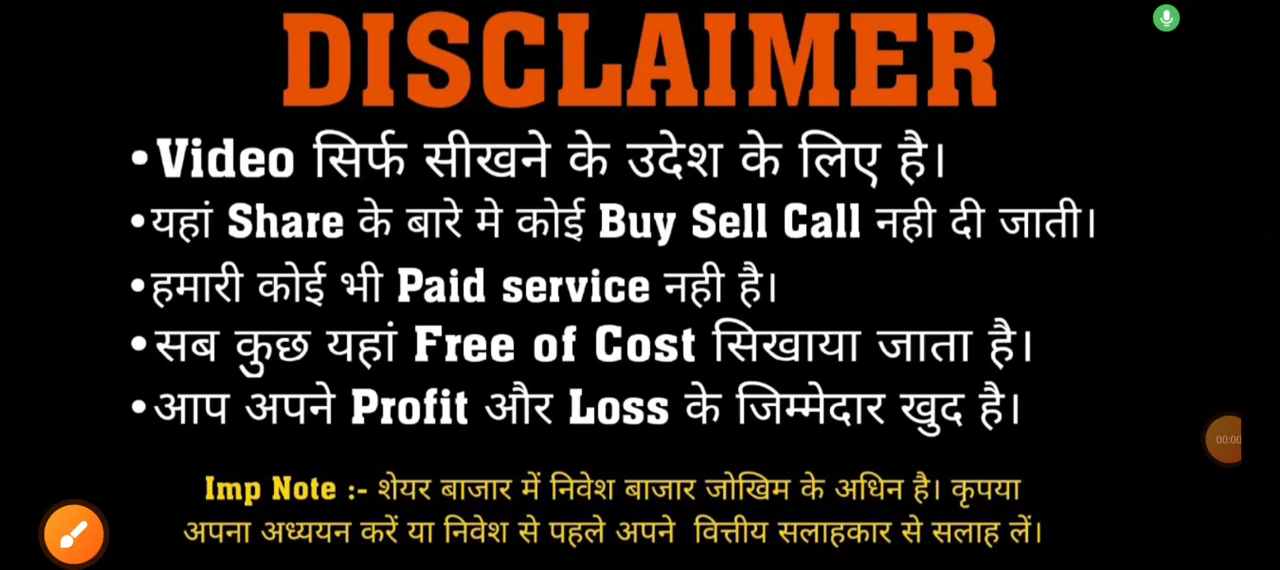 DISCLAIMER
•Video सिर्फ सीखने के उदेश के लिए है।
•यहां Share के बारे मे कोई Buy Sell Call नही दी जाती।
•हमारी कोई भी Paid service नही है।
•सब कुछ यहां Free of Cost सिखाया जाता है।
•आप अपने Profit और Loss के जिम्मेदार खुद है।
Imp Note :- शेयर बाजार में निवेश बाजार जोखिम के अधिन है। कृपया
अपना अध्ययन करें या निवेश से पहले अपने वित्तीय सलाहकार से सलाह लें।
00:00